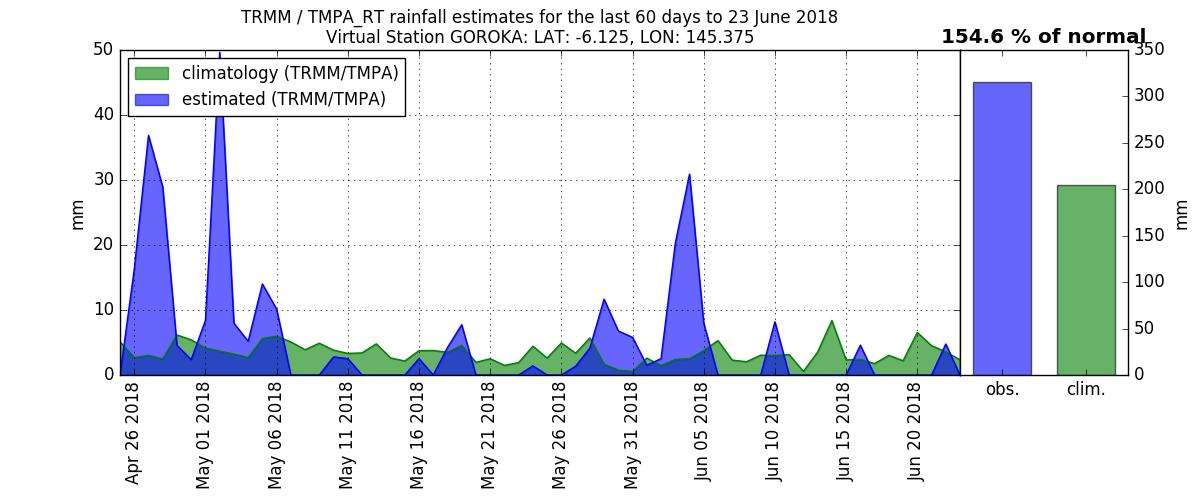 TRMM / TMPA_RT rainfall estimates for the last 60 days to 23 June 2018
Virtual Station GOROKA: LAT: -6.125, LON: 145.375
154.6 % of normal
climatology (TRMM/TMPA)
estimated (TRMM/TMPA)
50
40
30
20
10
0
mm
Apr 26 2018
May 01 2018
May 06 2018
May 11 2018
May 16 2018
May 21 2018
May 26 2018
May 31 2018
Jun 05 2018
Jun 10 2018
Jun 15 2018
Jun 20 2018
350
300
250
200
150
100
50
0
mm
obs.
clim.